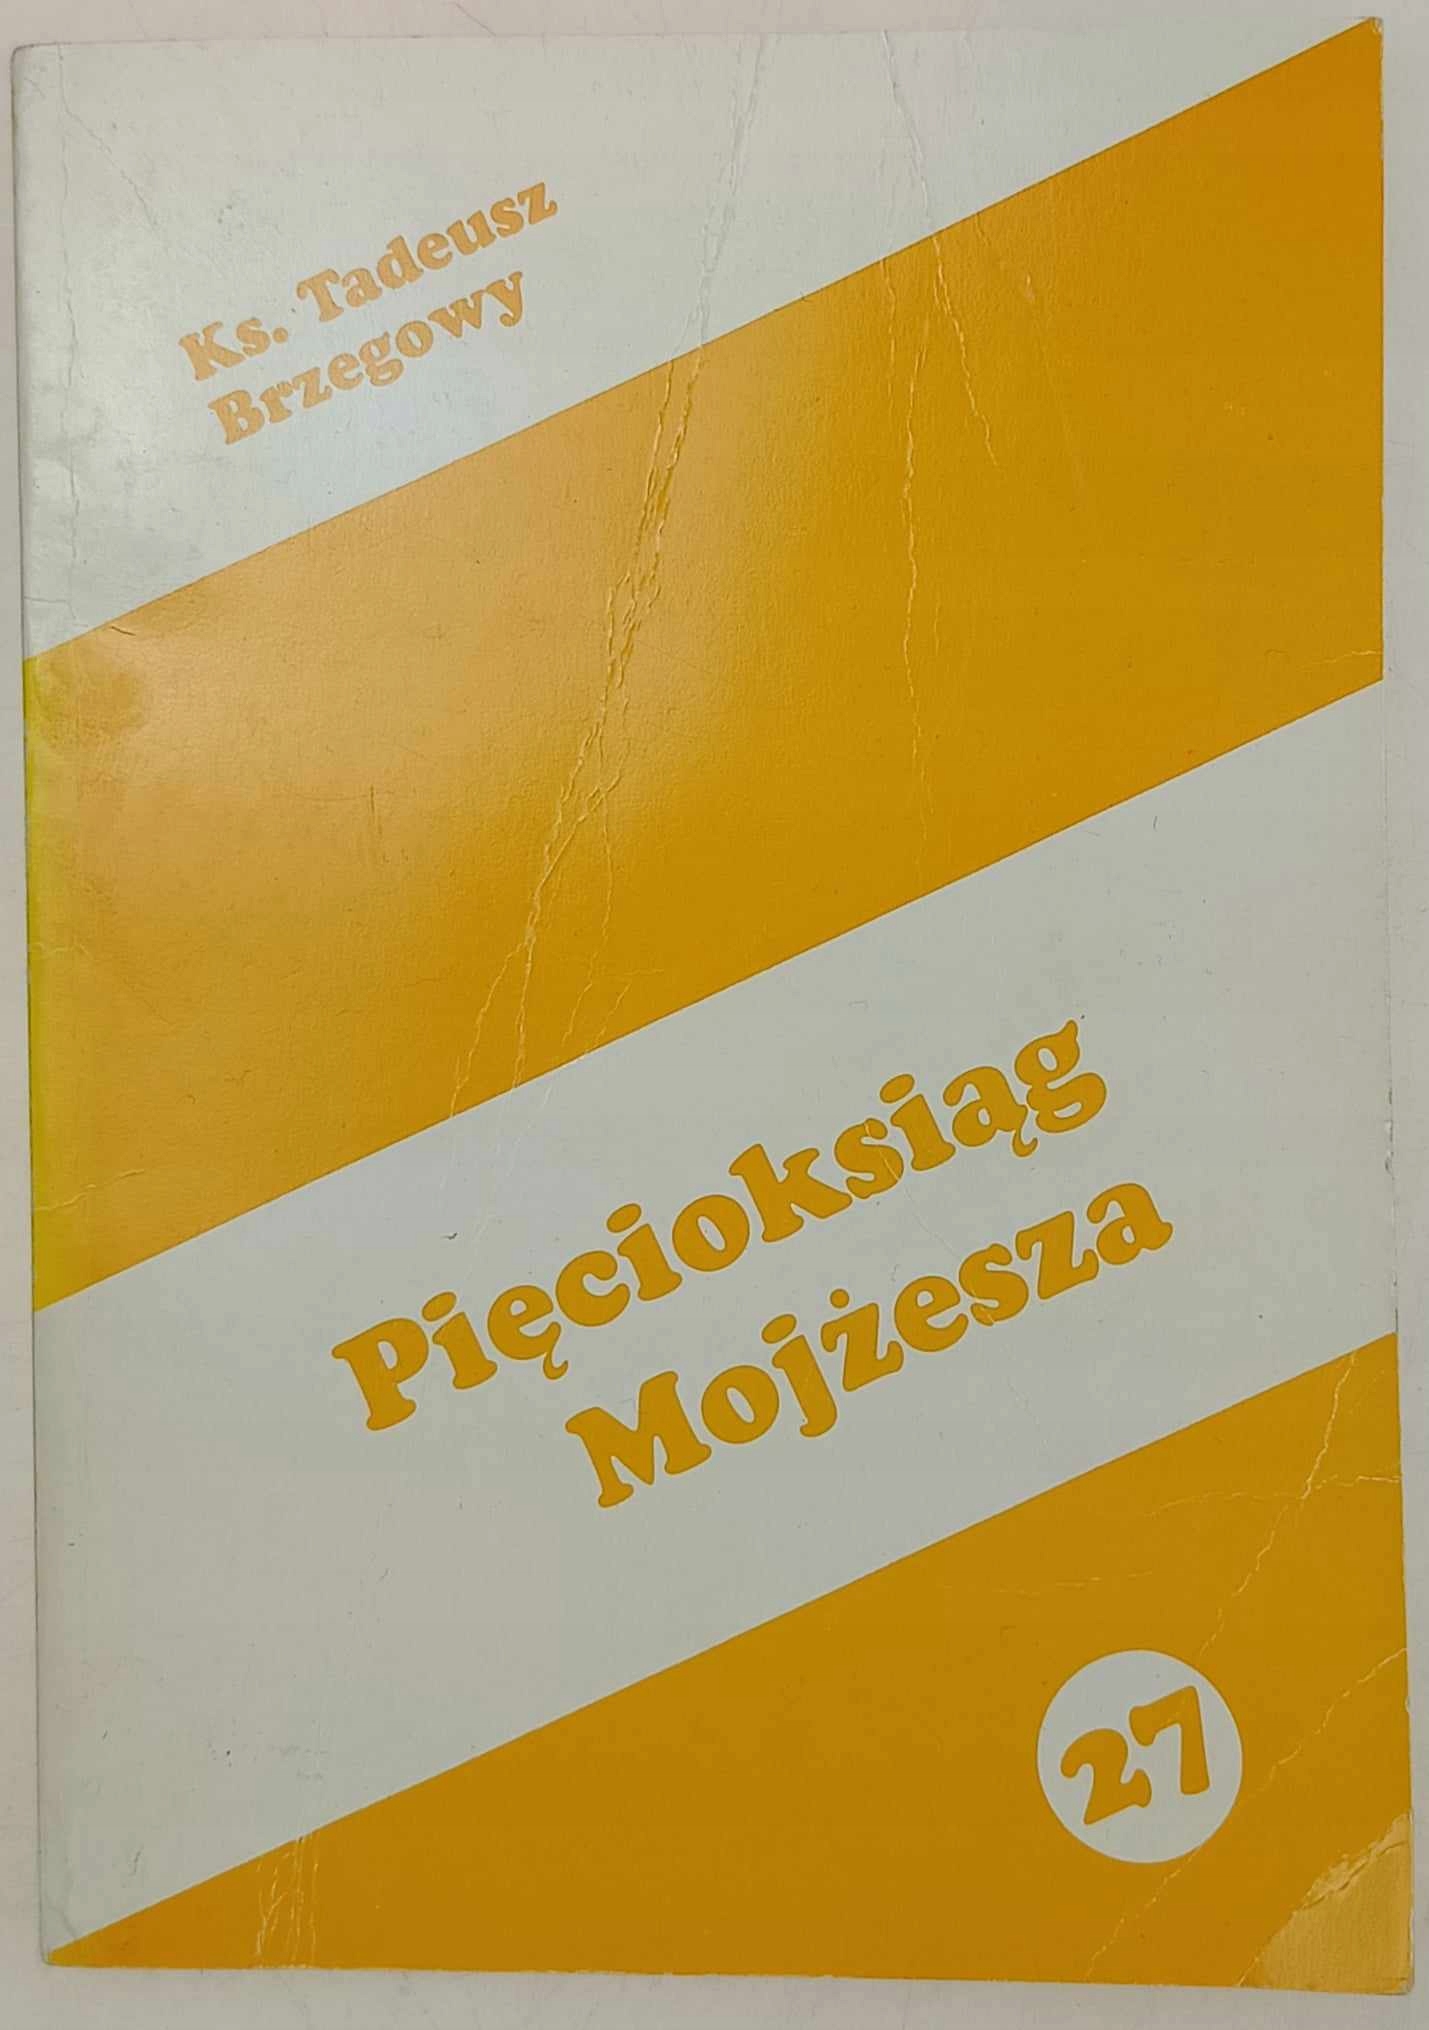 Ks. Tadeusz
Brzegowy
Pięcioksiąg
Mojżesza
27